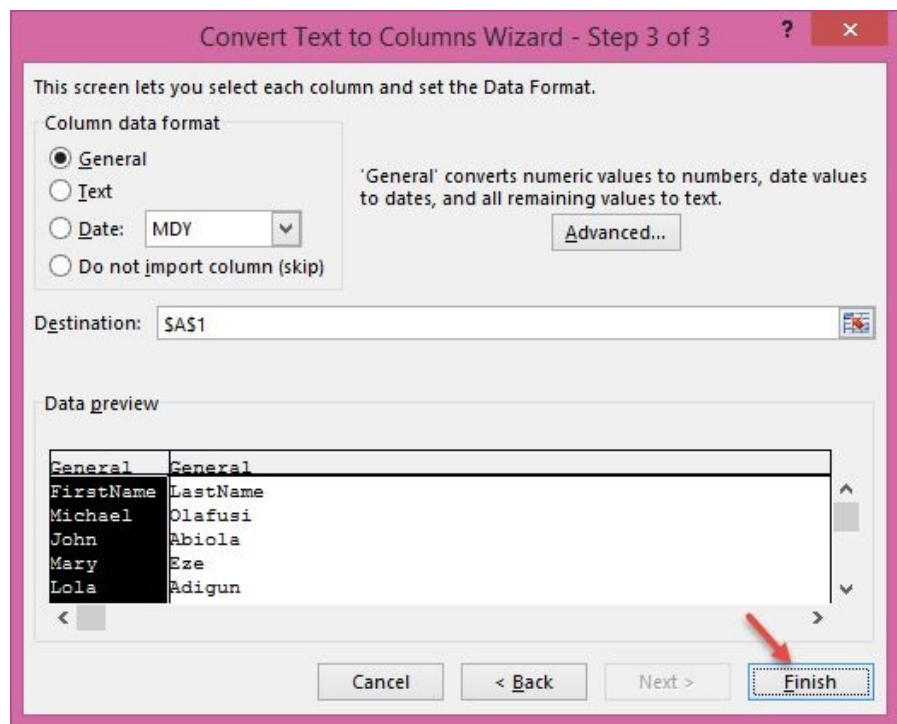 Convert Text to Columns Wizard - Step 3 of 3 ?
This screen lets you select each column and set the Data Format.
Column data format
General
Text
Date: MDY
Do not import column (skip)
'General' converts numeric values to numbers, date values
to dates, and all remaining values to text.
Advanced...
Destination: $A$1
Data preview
General General
FirstName LastName
Michael Olafusi
John Abiola
Mary Eze
Lola Adigun
Cancel < Back Next > Finish